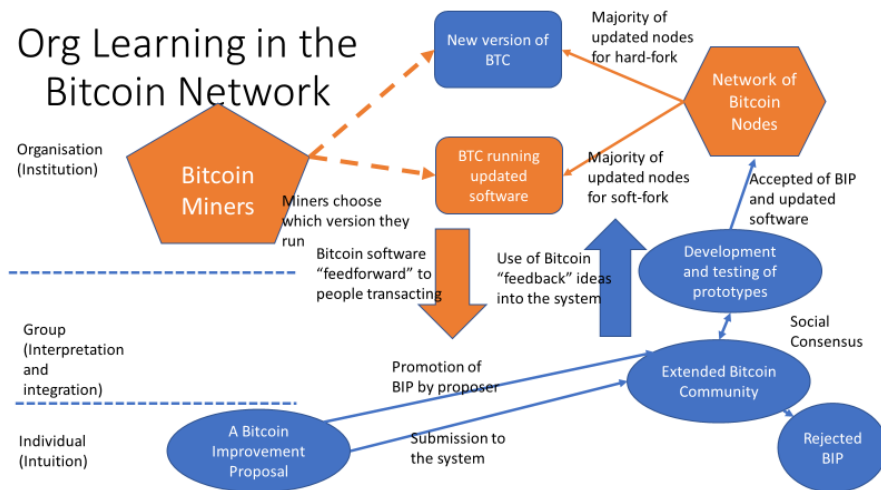 Org Learning in the
Bitcoin Network
New version of
BTC
Majority of
updated nodes
for hard-fork
Network of
Bitcoin
Nodes
Organisation
(Institution)
Bitcoin
Miners
BTC running
updated
software
Majority of
updated nodes
for soft-fork
Accepted of BIP
and updated
software
Miners choose
which version they
run
Bitcoin software
“feedforward” to
people transacting
Use of Bitcoin
“feedback” ideas
into the system
Development
and testing of
prototypes
Group
(Interpretation
and
integration)
Social
Consensus
Promotion of
BIP by proposer
Extended Bitcoin
Community
Individual
(Intuition)
A Bitcoin
Improvement
Proposal
Submission to
the system
Rejected
BIP